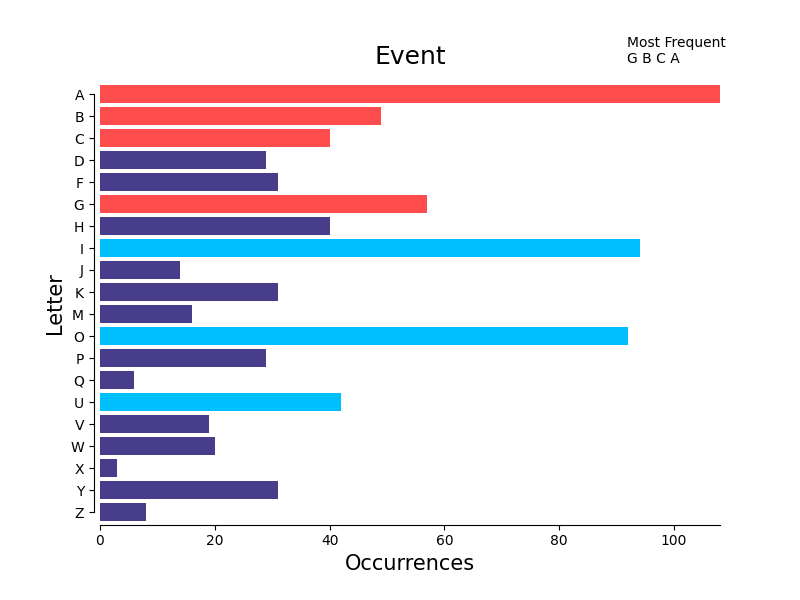 Most Frequent
G B C A
Event
A
B
C
D
F
G
H
I
J
K
M
O
P
Q
U
V
W
X
Y
Z
Letter
0 20 40 60 80 100
Occurrences